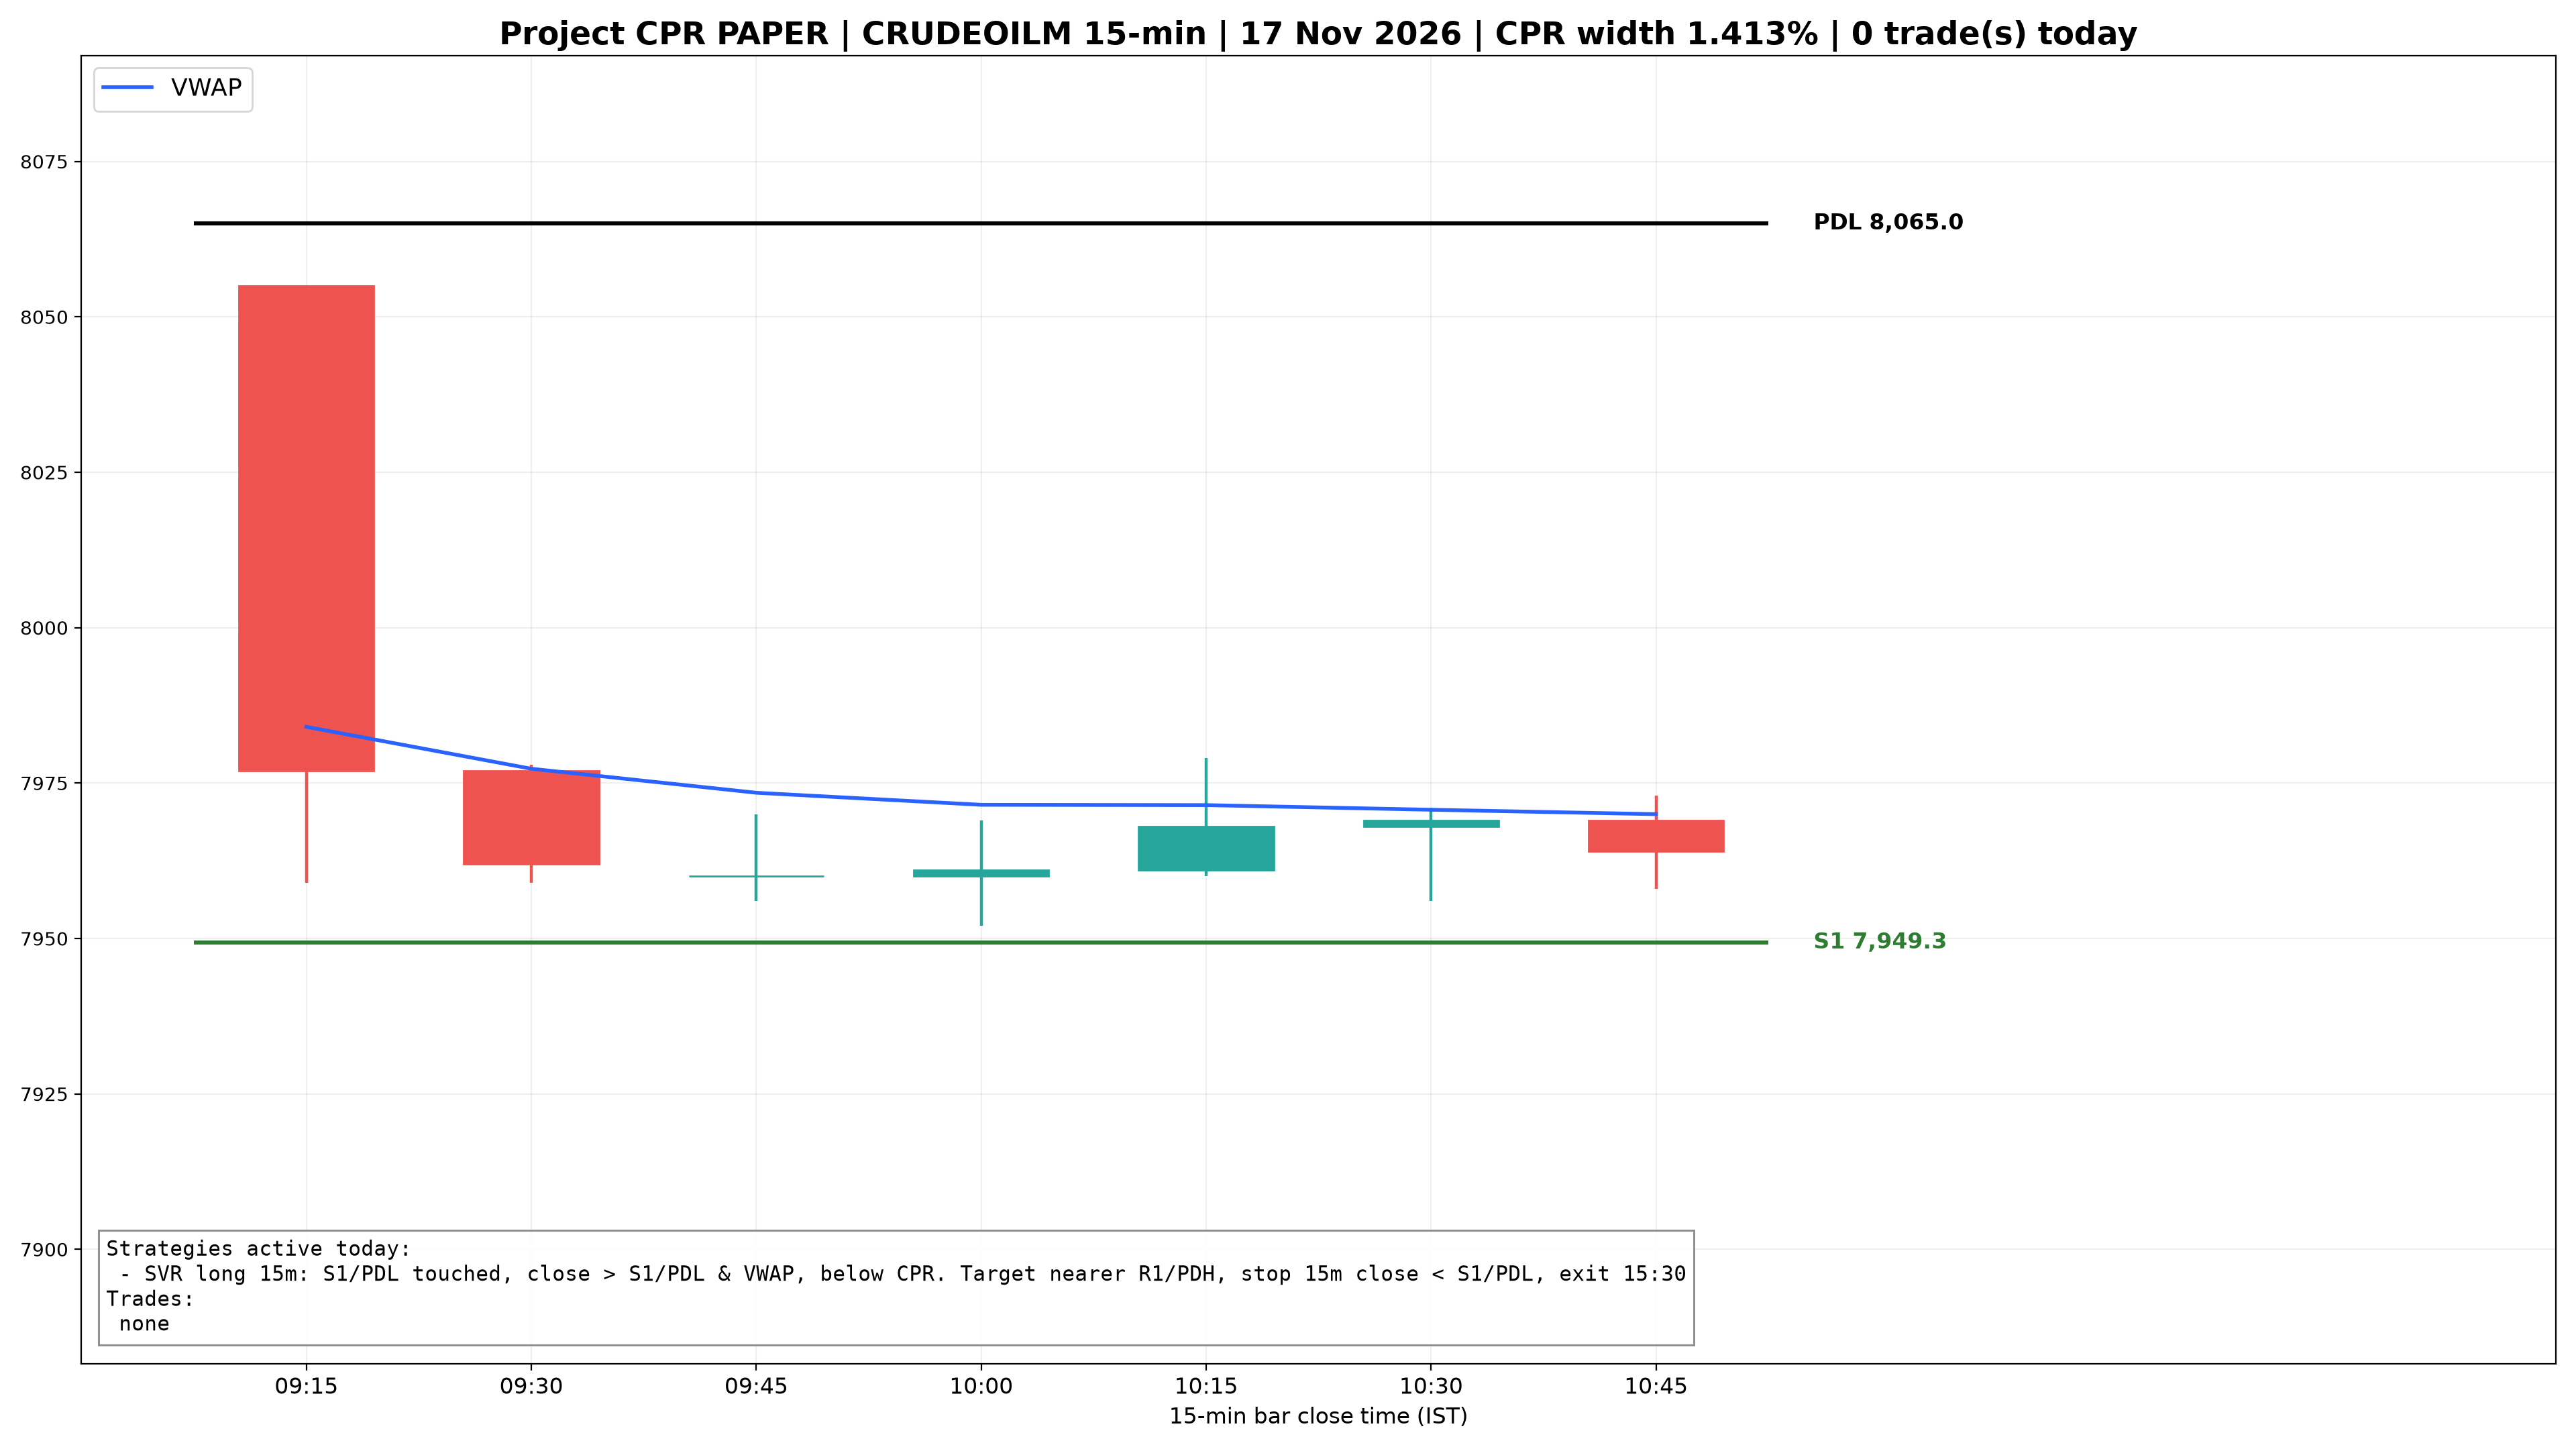 Project CPR PAPER | CRUDEOILM 15-min | 17 Nov 2026 | CPR width 1.413% | 0 trade(s) today
VWAP
8075
PDL 8,065.0
8050
8025
8000
7975
7950
S1 7,949.3
7925
7900
Strategies active today:
- SVR long 15m: S1/PDL touched, close > S1/PDL & VWAP, below CPR. Target nearer R1/PDH, stop 15m close < S1/PDL, exit 15:30
Trades:
none
09:15 09:30 09:45 10:00 10:15 10:30 10:45
15-min bar close time (IST)